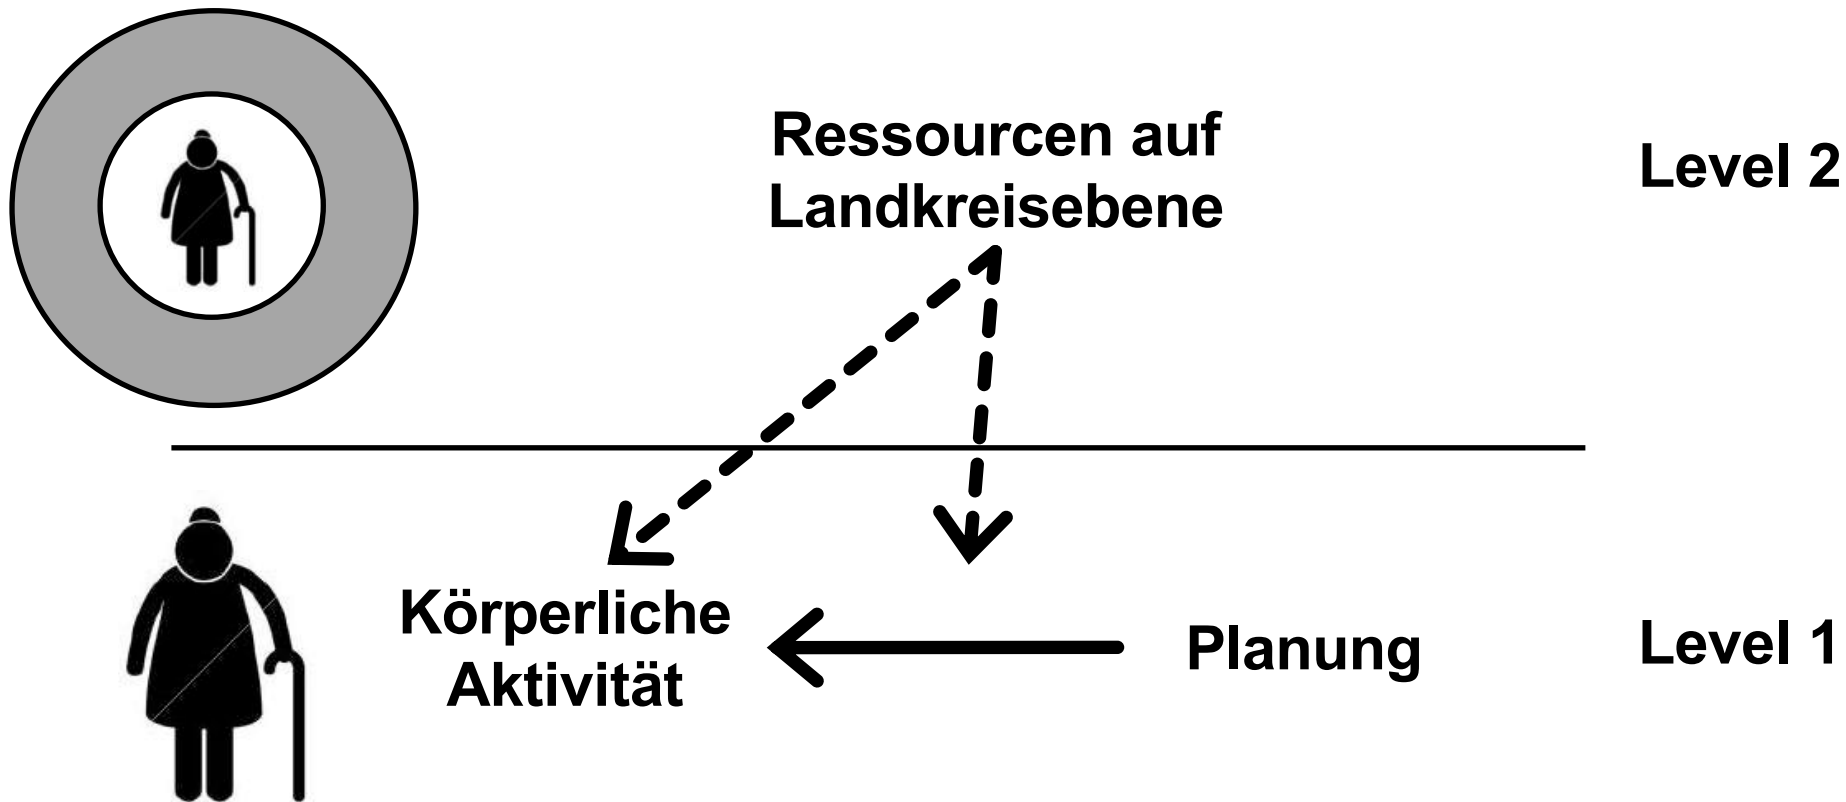 Ressourcen auf
Landkreisebene
Level 2
Körperliche
Aktivität
Planung
Level 1